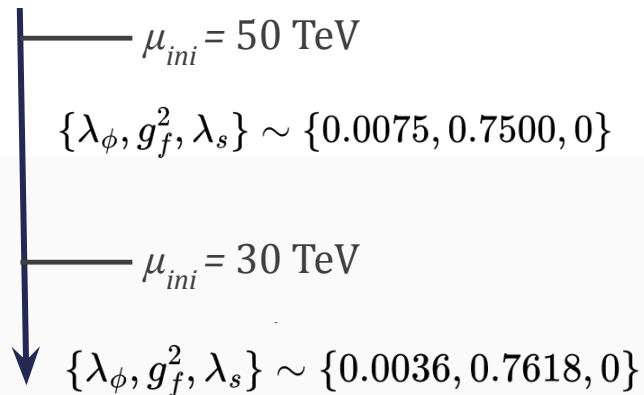 μ_ini = 50 TeV
{λ_ϕ, g_f^2, λ_s} ∼ {0.0075, 0.7500, 0}
μ_ini = 30 TeV
{λ_ϕ, g_f^2, λ_s} ∼ {0.0036, 0.7618, 0}